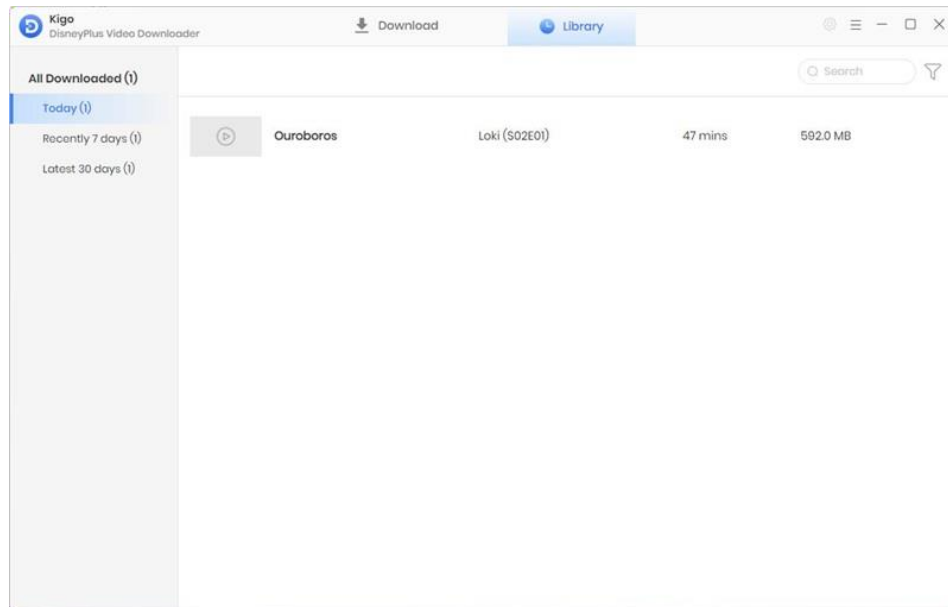 Kigo
DisneyPlus Video Downloader
Download
Library
All Downloaded (1)
Search
Today (1)
Recently 7 days (1)
Latest 30 days (1)
Ouroboros Loki (S02E01) 47 mins 592.0 MB